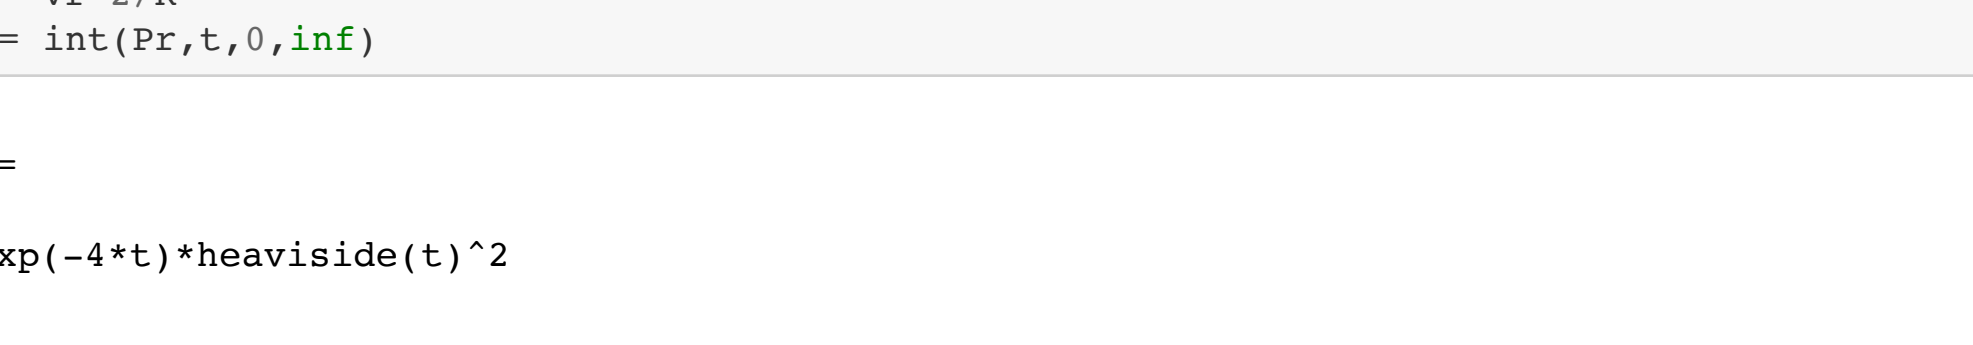 = int(Pr,t,0,inf)
=
xp(-4*t)*heaviside(t)^2